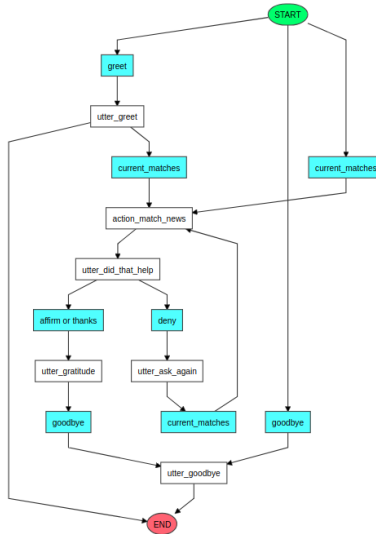 START
greet
utter_greet
current_matches
current_matches
action_match_news
utter_did_that_help
affirm or thanks
deny
utter_gratitude
utter_ask_again
goodbye
current_matches
goodbye
utter_goodbye
END